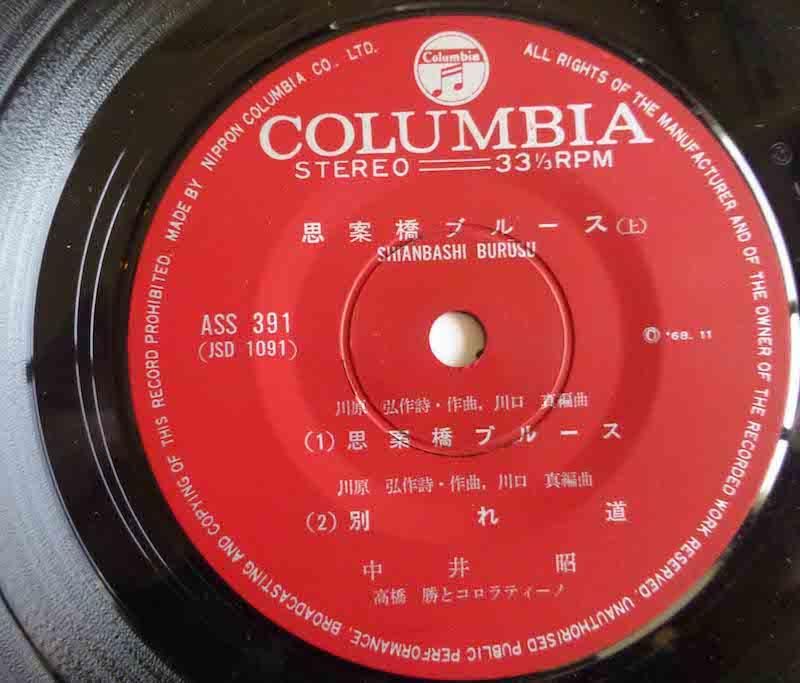 MADE BY NIPPON COLUMBIA CO., LTD.
Columbia
ALL RIGHTS OF THE MANUFACTURER AND OF THE OWNER OF THE RECORDED WORK RESERVED. UNAUTHORISED PUBLIC PERFORMANCE, BROADCASTING AND COPYING OF THIS RECORD PROHIBITED.
COLUMBIA
STEREO 33⅓RPM
思案橋ブルース(上)
SHIANBASHI BURUSU
ASS 391
(JSD 1091)
Ⓟ '68. 11
川原 弘作詩・作曲, 川口 真編曲
(1) 思案橋ブルース
川原 弘作詩・作曲, 川口 真編曲
(2) 別れ道
中井昭
高橋 勝とコロラティーノ